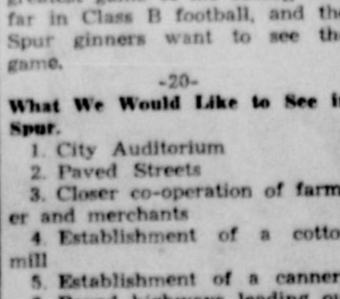 far in Class B football, and th
Spur ginners want to see th
game.
-20-
What We Would Like to See i
Spur.
1. City Auditorium
2. Paved Streets
3. Closer co-operation of farm
er and merchants
4. Establishment of a cotto
mill
5. Establishment of a canner